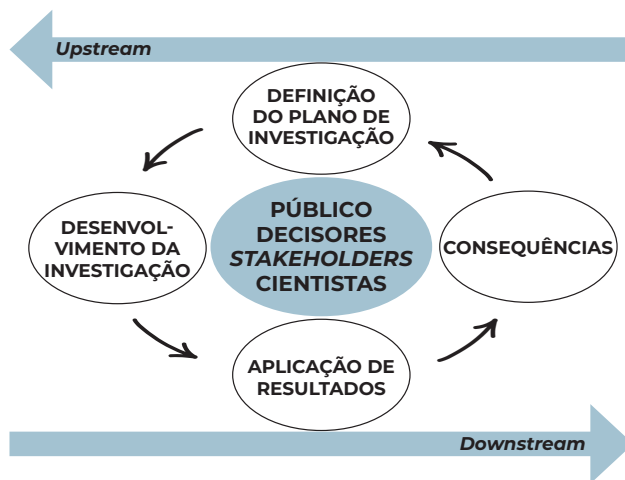 Upstream
DEFINIÇÃO
DO PLANO DE
INVESTIGAÇÃO
DESENVOL-
VIMENTO DA
INVESTIGAÇÃO
PÚBLICO
DECISORES
STAKEHOLDERS
CIENTISTAS
CONSEQUÊNCIAS
APLICAÇÃO DE
RESULTADOS
Downstream